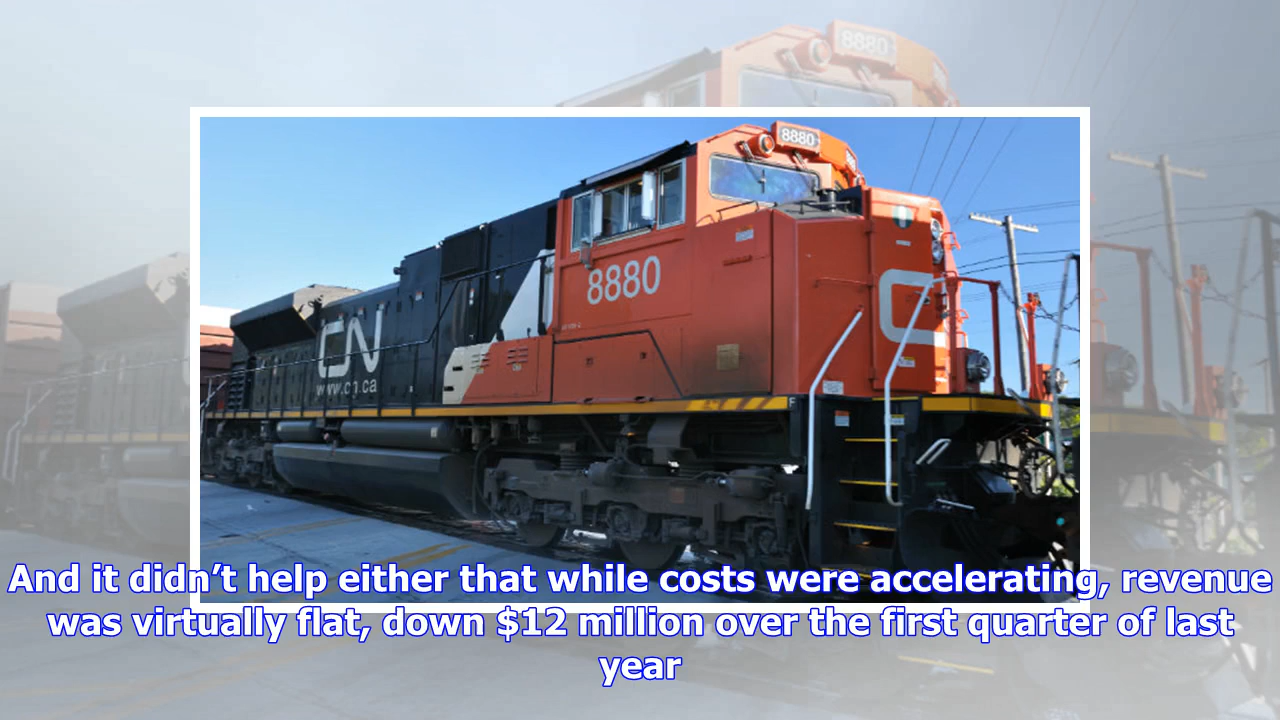 8880
8880
8880
CN
www.cn.ca
C
And it didn’t help either that while costs were accelerating, revenue
was virtually flat, down $12 million over the first quarter of last
year